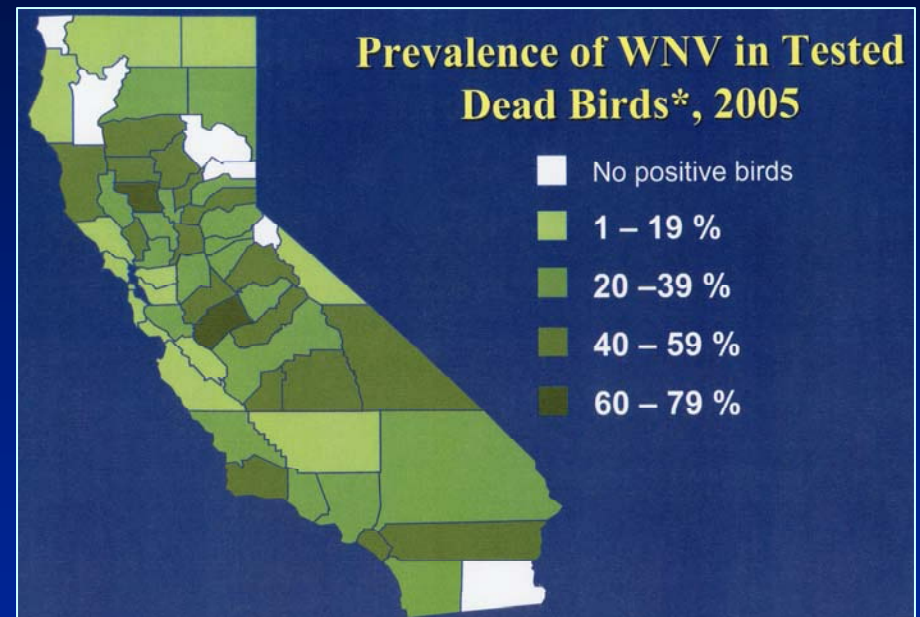 Prevalence of WNV in Tested
Dead Birds*, 2005
No positive birds
1 – 19 %
20 –39 %
40 – 59 %
60 – 79 %